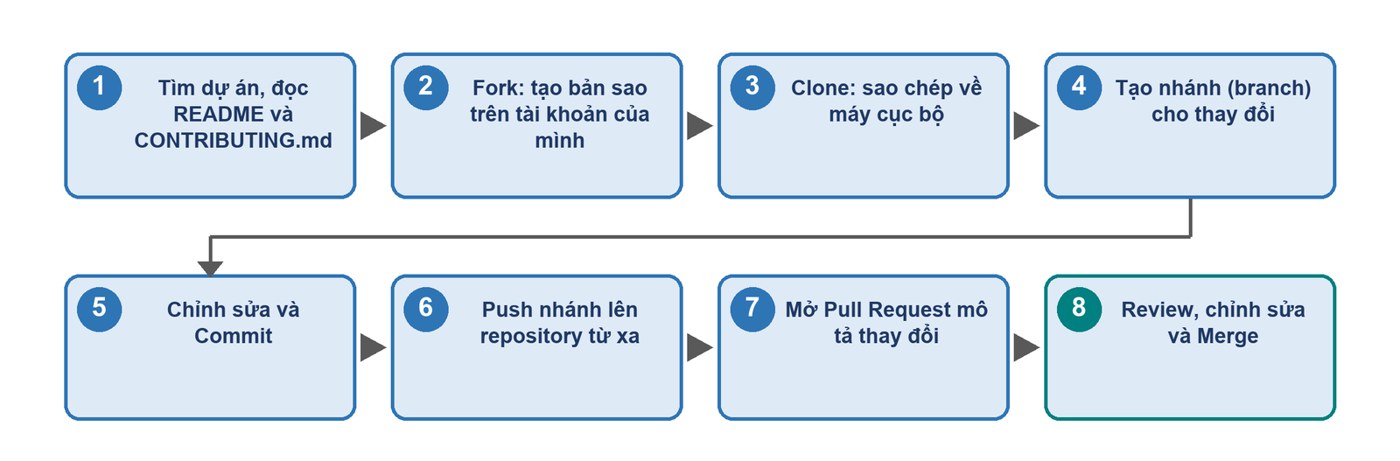 1
Tìm dự án, đọc
README và
CONTRIBUTING.md
2
Fork: tạo bản sao
trên tài khoản của
mình
3
Clone: sao chép về
máy cục bộ
4
Tạo nhánh (branch)
cho thay đổi
5
Chỉnh sửa và
Commit
6
Push nhánh lên
repository từ xa
7
Mở Pull Request mô
tả thay đổi
8
Review, chỉnh sửa
và Merge